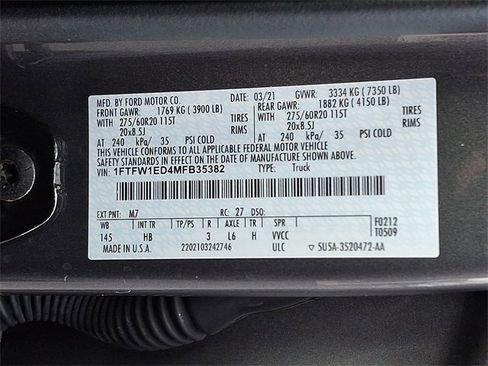 MFD. BY FORD MOTOR CO. 03/21 GVWR: 3334 KG ( 7350 LB)
FRONT GAWR: 1769 KG ( 3900 LB) REAR GAWR: 1882 KG ( 4150 LB)
275/60R20 115T TIRES 275/60R20 115T TIRES
20x8.5J RIMS 20x8.5J RIMS
AT 240 kPa/ 35 PSI COLD AT 240 kPa/ 35 PSI COLD
THIS VEHICLE CONFORMS TO ALL APPLICABLE FEDERAL MOTOR VEHICLE
SAFETY STANDARDS IN EFFECT ON THE DATE OF MANUFACTURE SHOWN ABOVE.
VIN: 1FTFW1ED4MFB35382 TYPE: Truck
EXT PNT: M7 RC: 27 DSO:
WB INT TR TP/PS R AXLE TR SPR F0212
145 HB 3 L6 H VVCC T0509
MADE IN U.S.A. 2202103242746 ULC 5U5A-3520472-AA